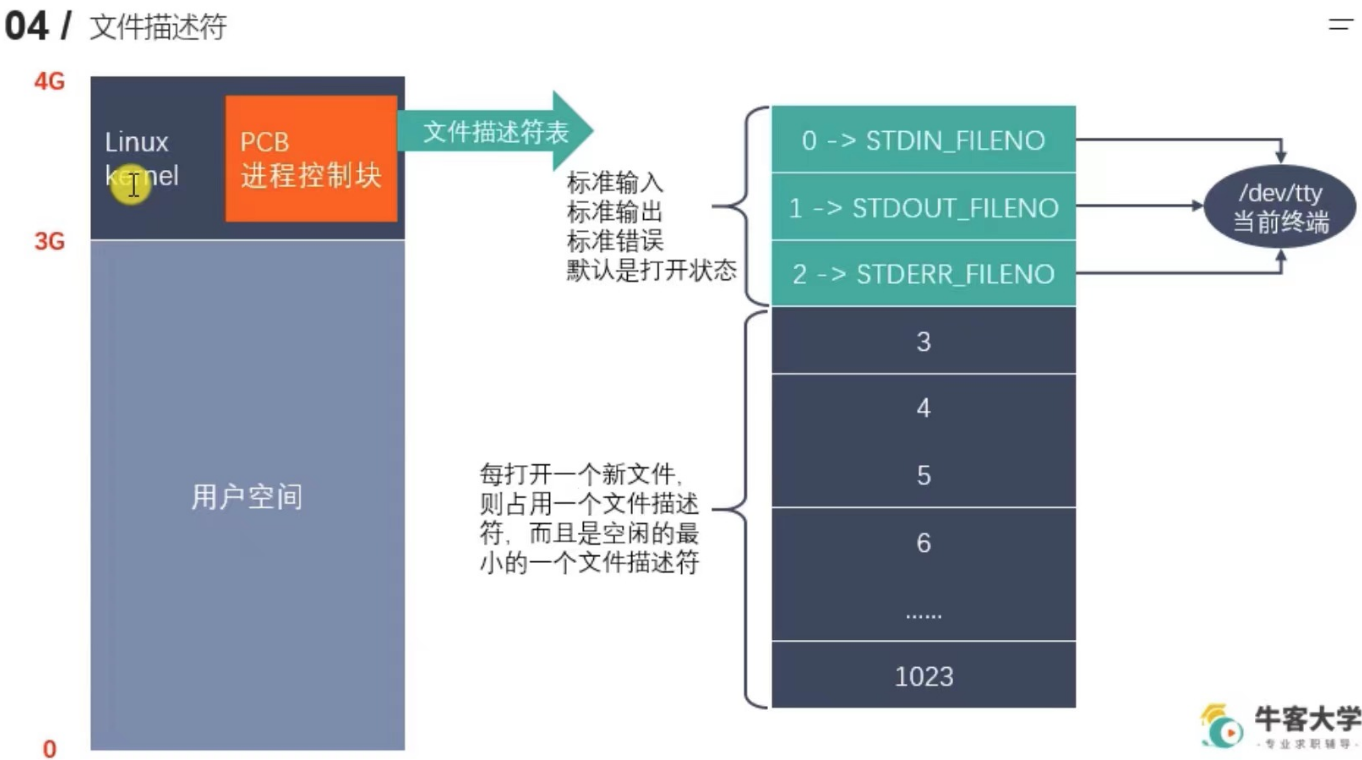 04 / 文件描述符
4G
Linux
kernel
PCB
进程控制块
文件描述符表
3G
用户空间
0
标准输入
标准输出
标准错误
默认是打开状态
0 -> STDIN_FILENO
1 -> STDOUT_FILENO
2 -> STDERR_FILENO
/dev/tty
当前终端
每打开一个新文件，
则占用一个文件描述
符，而且是空闲的最
小的一个文件描述符
3
4
5
6
......
1023
牛客大学
-专业求职辅导-